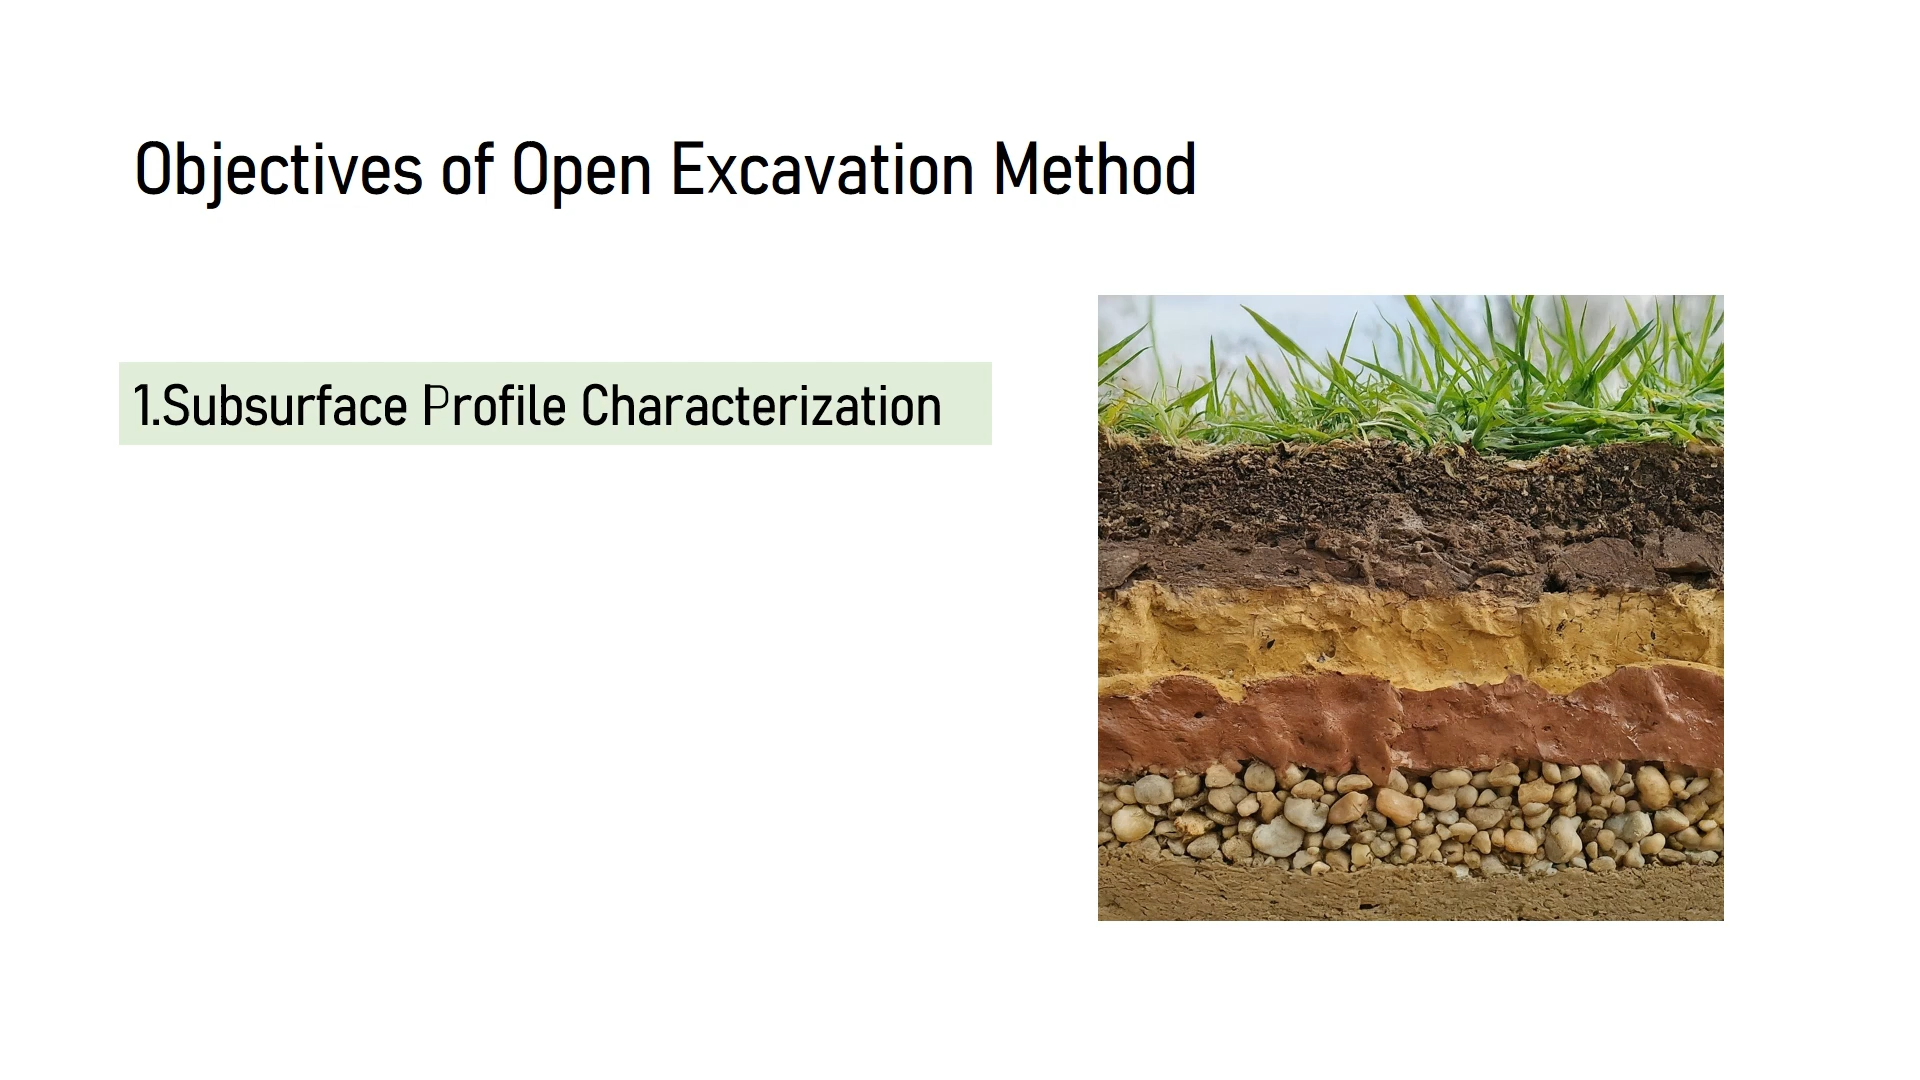 Objectives of Open Excavation Method
1.Subsurface Profile Characterization